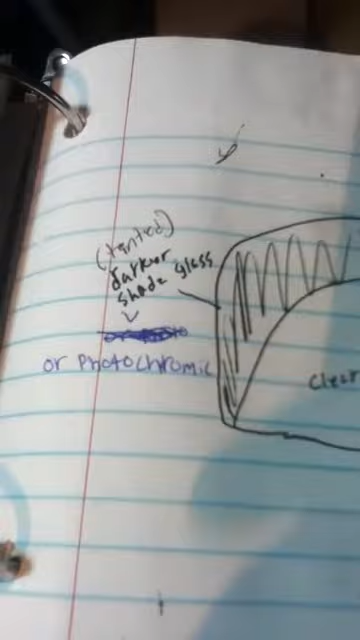 (tinted)
darker
shade glass
or Photochromic
Clear